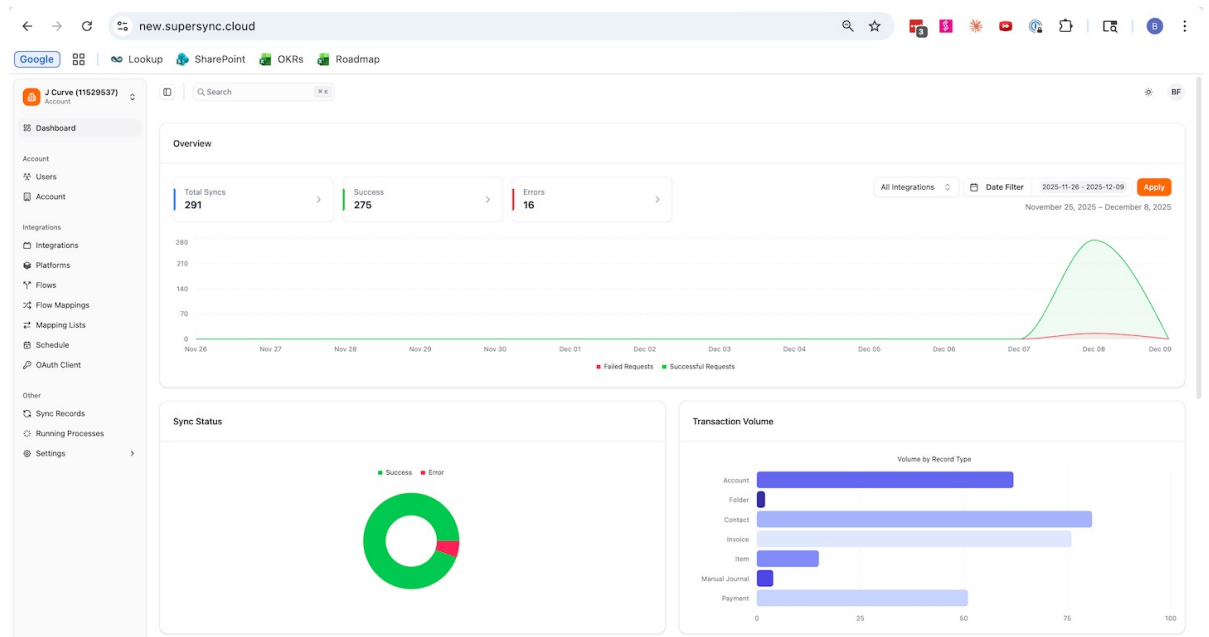 new.supersync.cloud
3
B
Google
Lookup
SharePoint
OKRs
Roadmap
J Curve (11529537)
Account
Search
⌘ K
BF
Dashboard
Account
Users
Account
Integrations
Integrations
Platforms
Flows
Flow Mappings
Mapping Lists
Schedule
OAuth Client
Other
Sync Records
Running Processes
Settings
Overview
Total Syncs
291
Success
275
Errors
16
All Integrations
Date Filter
2025-11-26 - 2025-12-09
Apply
November 25, 2025 – December 8, 2025
280
210
140
70
0
Nov 26 Nov 27 Nov 28 Nov 29 Nov 30 Dec 01 Dec 02 Dec 03 Dec 04 Dec 05 Dec 06 Dec 07 Dec 08 Dec 09
Failed Requests Successful Requests
Sync Status
Success Error
Transaction Volume
Volume by Record Type
Account
Folder
Contact
Invoice
Item
Manual Journal
Payment
0 25 50 75 100